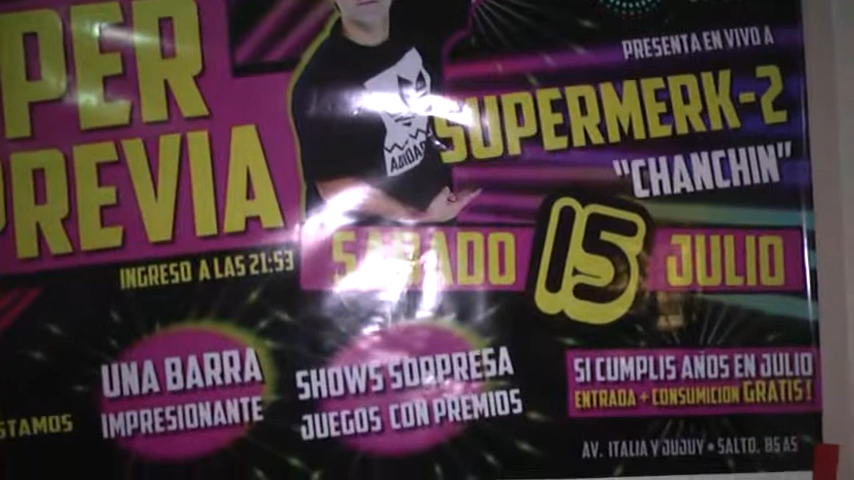 PRESENTA EN VIVO A
PER
SUPERMERK-2
PREVIA
"CHANCHIN"
ADIDAS
INGRESO A LAS 21:53
SABADO 15 JULIO
UNA BARRA
IMPRESIONANTE
SHOWS SORPRESA
JUEGOS CON PREMIOS
SI CUMPLIS AÑOS EN JULIO
ENTRADA + CONSUMICION GRATIS!
STAMOS
AV. ITALIA Y JUJUY • SALTO, BS AS